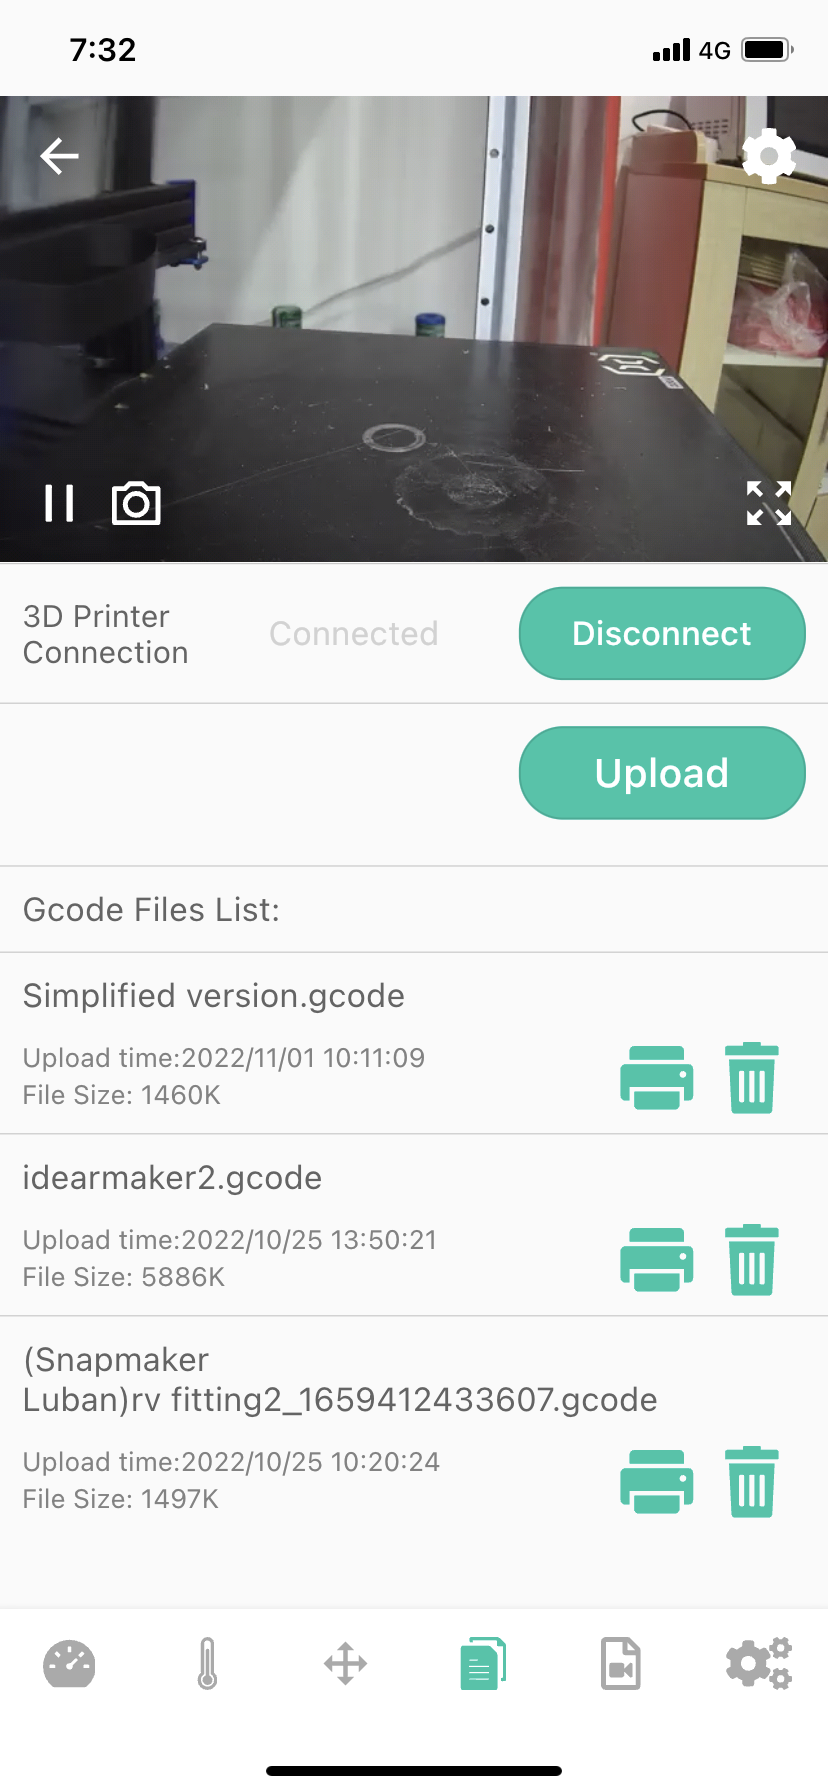 7:32
4G
3D Printer
Connection
Connected
Disconnect
Upload
Gcode Files List:
Simplified version.gcode
Upload time:2022/11/01 10:11:09
File Size: 1460K
idearmaker2.gcode
Upload time:2022/10/25 13:50:21
File Size: 5886K
(Snapmaker
Luban)rv fitting2_1659412433607.gcode
Upload time:2022/10/25 10:20:24
File Size: 1497K